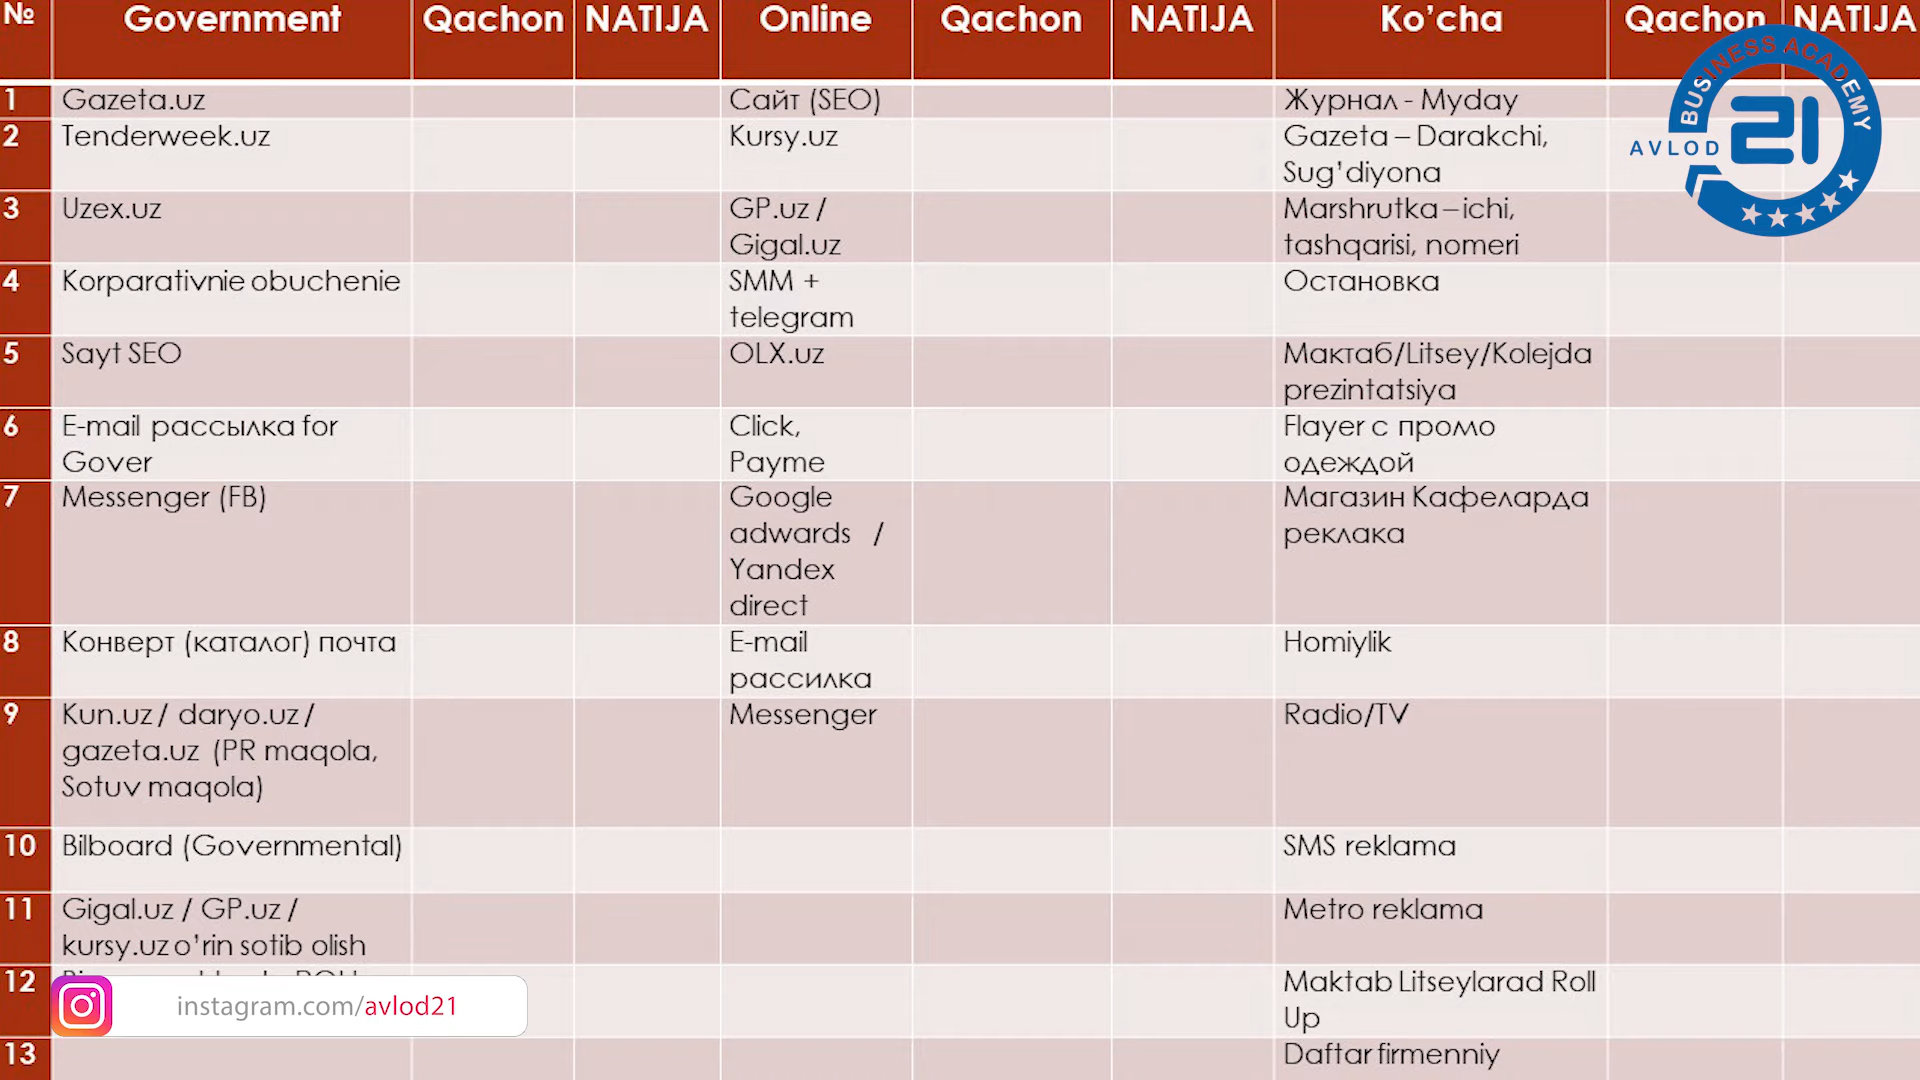 № Government Qachon NATIJA Online Qachon NATIJA Ko’cha Qachon NATIJA
1 Gazeta.uz Сайт (SEO) Журнал - Myday
2 Tenderweek.uz Kursy.uz Gazeta – Darakchi,
Sug’diyona
3 Uzex.uz GP.uz / Marshrutka – ichi,
Gigal.uz tashqarisi, nomeri
4 Korparativnie obuchenie SMM + Остановка
telegram
5 Sayt SEO OLX.uz Мактаб/Litsey/Kolejda
prezintatsiya
6 E-mail рассылка for Click, Flayer с промо
Gover Payme одеждой
7 Messenger (FB) Google Магазин Кафеларда
adwards / реклака
Yandex
direct
8 Конверт (каталог) почта E-mail Homiylik
рассилка
9 Kun.uz / daryo.uz / Messenger Radio/TV
gazeta.uz (PR maqola,
Sotuv maqola)
10 Bilboard (Governmental) SMS reklama
11 Gigal.uz / GP.uz / Metro reklama
kursy.uz o’rin sotib olish
12 Maktab Litseylarad Roll
Up
13 Daftar firmenniy
BUSINESS ACADEMY
AVLOD 21
instagram.com/avlod21